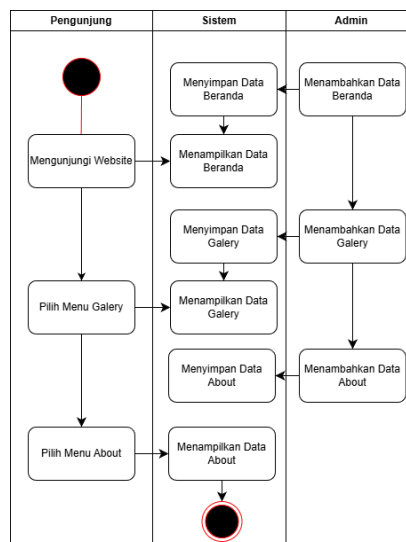 Pengunjung
Sistem
Admin
Menyimpan Data
Beranda
Menambahkan Data
Beranda
Mengunjungi Website
Menampilkan Data
Beranda
Menyimpan Data
Galery
Menambahkan Data
Galery
Pilih Menu Galery
Menampilkan Data
Galery
Menyimpan Data
About
Menambahkan Data
About
Pilih Menu About
Menampilkan Data
About